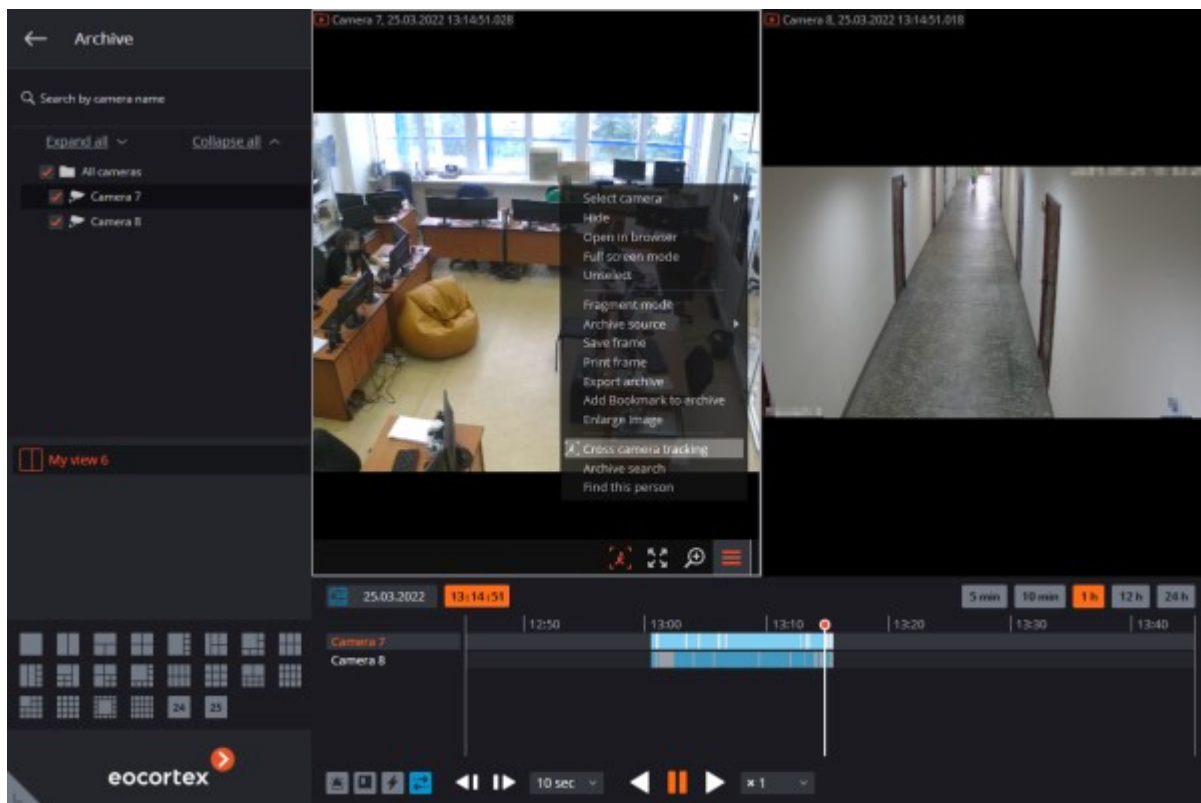 Archive
Search by camera name
Expand all
Collapse all
All cameras
Camera 7
Camera 8
My view 6
24
25
eocortex
Camera 7, 25.03.2022 13:14:51.028
Camera 8, 25.03.2022 13:14:51.018
Select camera
Hide
Open in browser
Full screen mode
Unselect
Fragment mode
Archive source
Save frame
Print frame
Export archive
Add Bookmark to archive
Enlarge image
Cross camera tracking
Archive search
Find this person
25.03.2022
13:14:51
5 min
10 min
1 h
12 h
24 h
12:50
13:00
13:10
13:20
13:30
13:40
Camera 7
Camera 8
10 sec
× 1